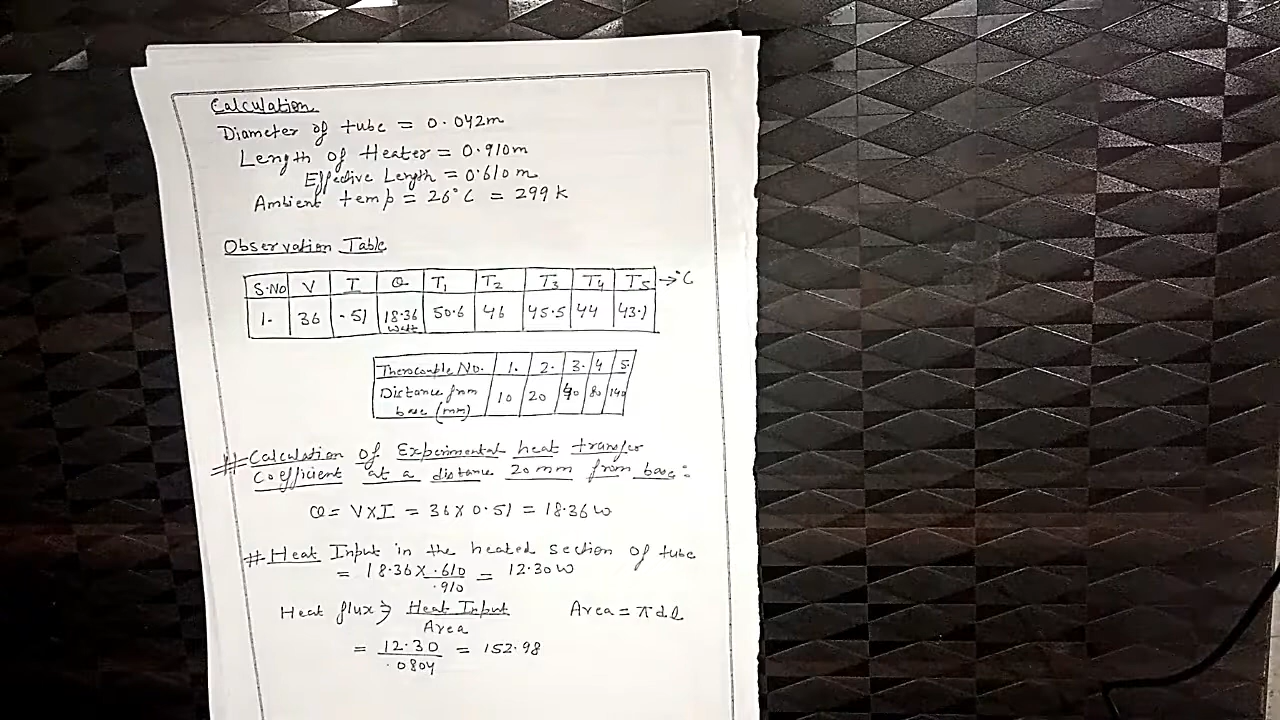 Calculation
Diameter of tube = 0.042m
Length of Heater = 0.910m
Effective Length = 0.610 m
Ambient temp = 26°C = 299 k
Observation Table
S.No V I Q T1 T2 T3 T4 T5 → °C
1. 36 .51 18.36 watt 50.6 46 45.5 44 43.1
Therocouple No. 1. 2. 3. 4 5.
Distance from base (mm) 10 20 40 80 140
# Calculation of Experimental heat transfer
Coefficient at a distance 20 mm from base:
Q = V×I = 36 × 0.51 = 18.36 w
# Heat Input in the heated section of tube
= 18.36 × .610/.910 = 12.30 w
Heat flux ⇒ Heat Input/Area Area = πdl
= 12.30/.0804 = 152.98